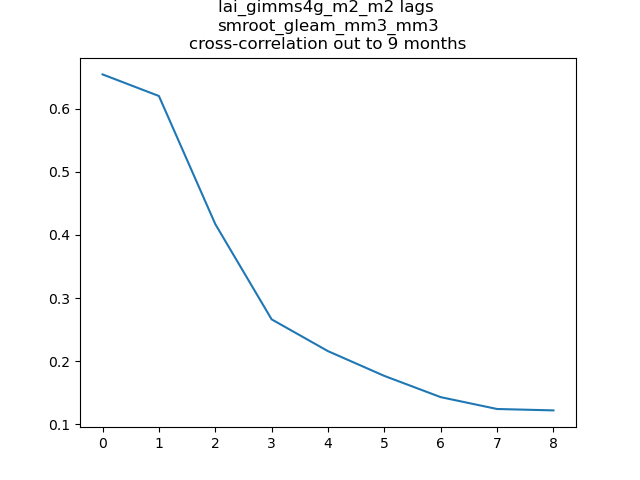 lai_gimms4g_m2_m2 lags
smroot_gleam_mm3_mm3
cross-correlation out to 9 months
0.6
0.5
0.4
0.3
0.2
0.1
0 1 2 3 4 5 6 7 8